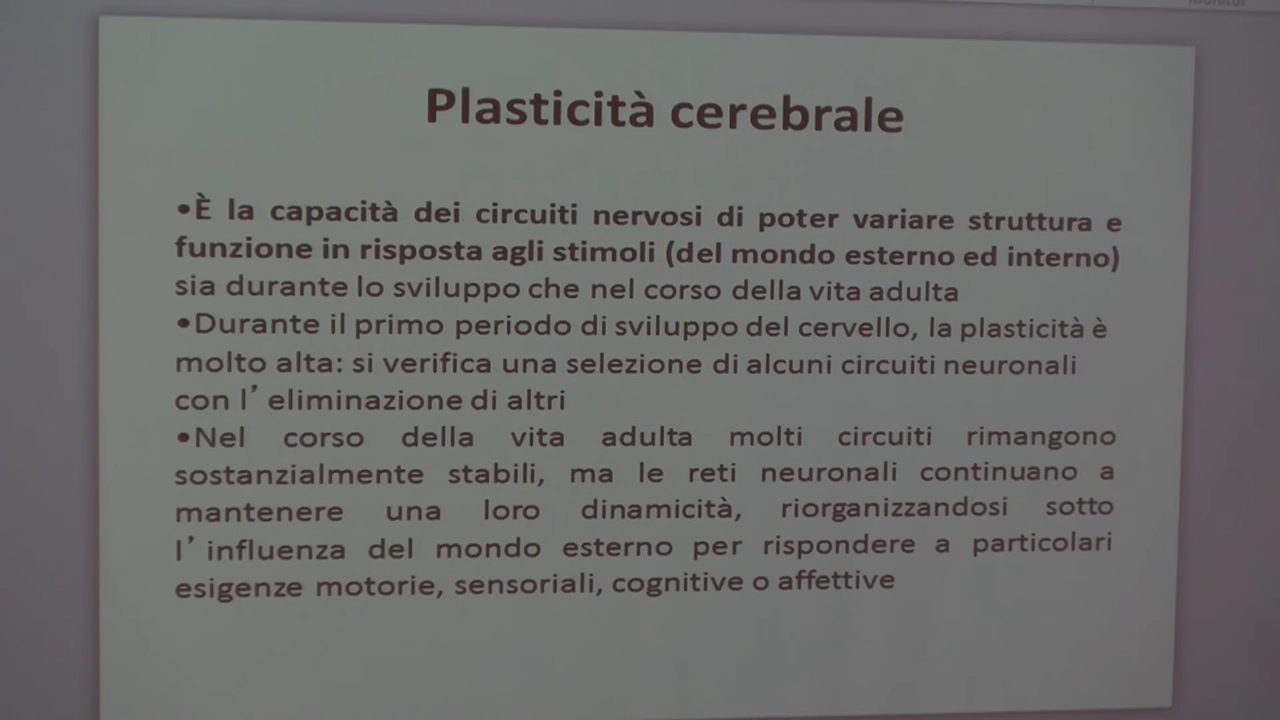 Plasticità cerebrale
•È la capacità dei circuiti nervosi di poter variare struttura e
funzione in risposta agli stimoli (del mondo esterno ed interno)
sia durante lo sviluppo che nel corso della vita adulta
•Durante il primo periodo di sviluppo del cervello, la plasticità è
molto alta: si verifica una selezione di alcuni circuiti neuronali
con l’ eliminazione di altri
•Nel corso della vita adulta molti circuiti rimangono
sostanzialmente stabili, ma le reti neuronali continuano a
mantenere una loro dinamicità, riorganizzandosi sotto
l’ influenza del mondo esterno per rispondere a particolari
esigenze motorie, sensoriali, cognitive o affettive